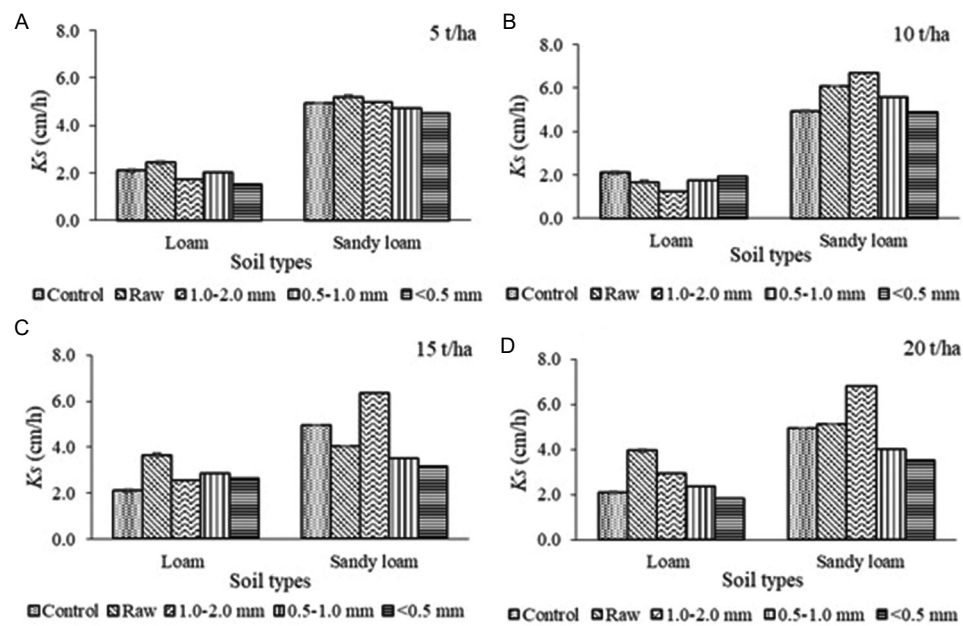 A
5 t/ha
Ks (cm/h)
8.0
6.0
4.0
2.0
0.0
Loam
Sandy loam
Soil types
Control Raw 1.0-2.0 mm 0.5-1.0 mm <0.5 mm
B
10 t/ha
Ks (cm/h)
8.0
6.0
4.0
2.0
0.0
Loam
Sandy loam
Soil types
Control Raw 1.0-2.0 mm 0.5-1.0 mm <0.5 mm
C
15 t/ha
Ks (cm/h)
8.0
6.0
4.0
2.0
0.0
Loam
Sandy loam
Soil types
Control Raw 1.0-2.0 mm 0.5-1.0 mm <0.5 mm
D
20 t/ha
Ks (cm/h)
8.0
6.0
4.0
2.0
0.0
Loam
Sandy loam
Soil types
Control Raw 1.0-2.0 mm 0.5-1.0 mm <0.5 mm